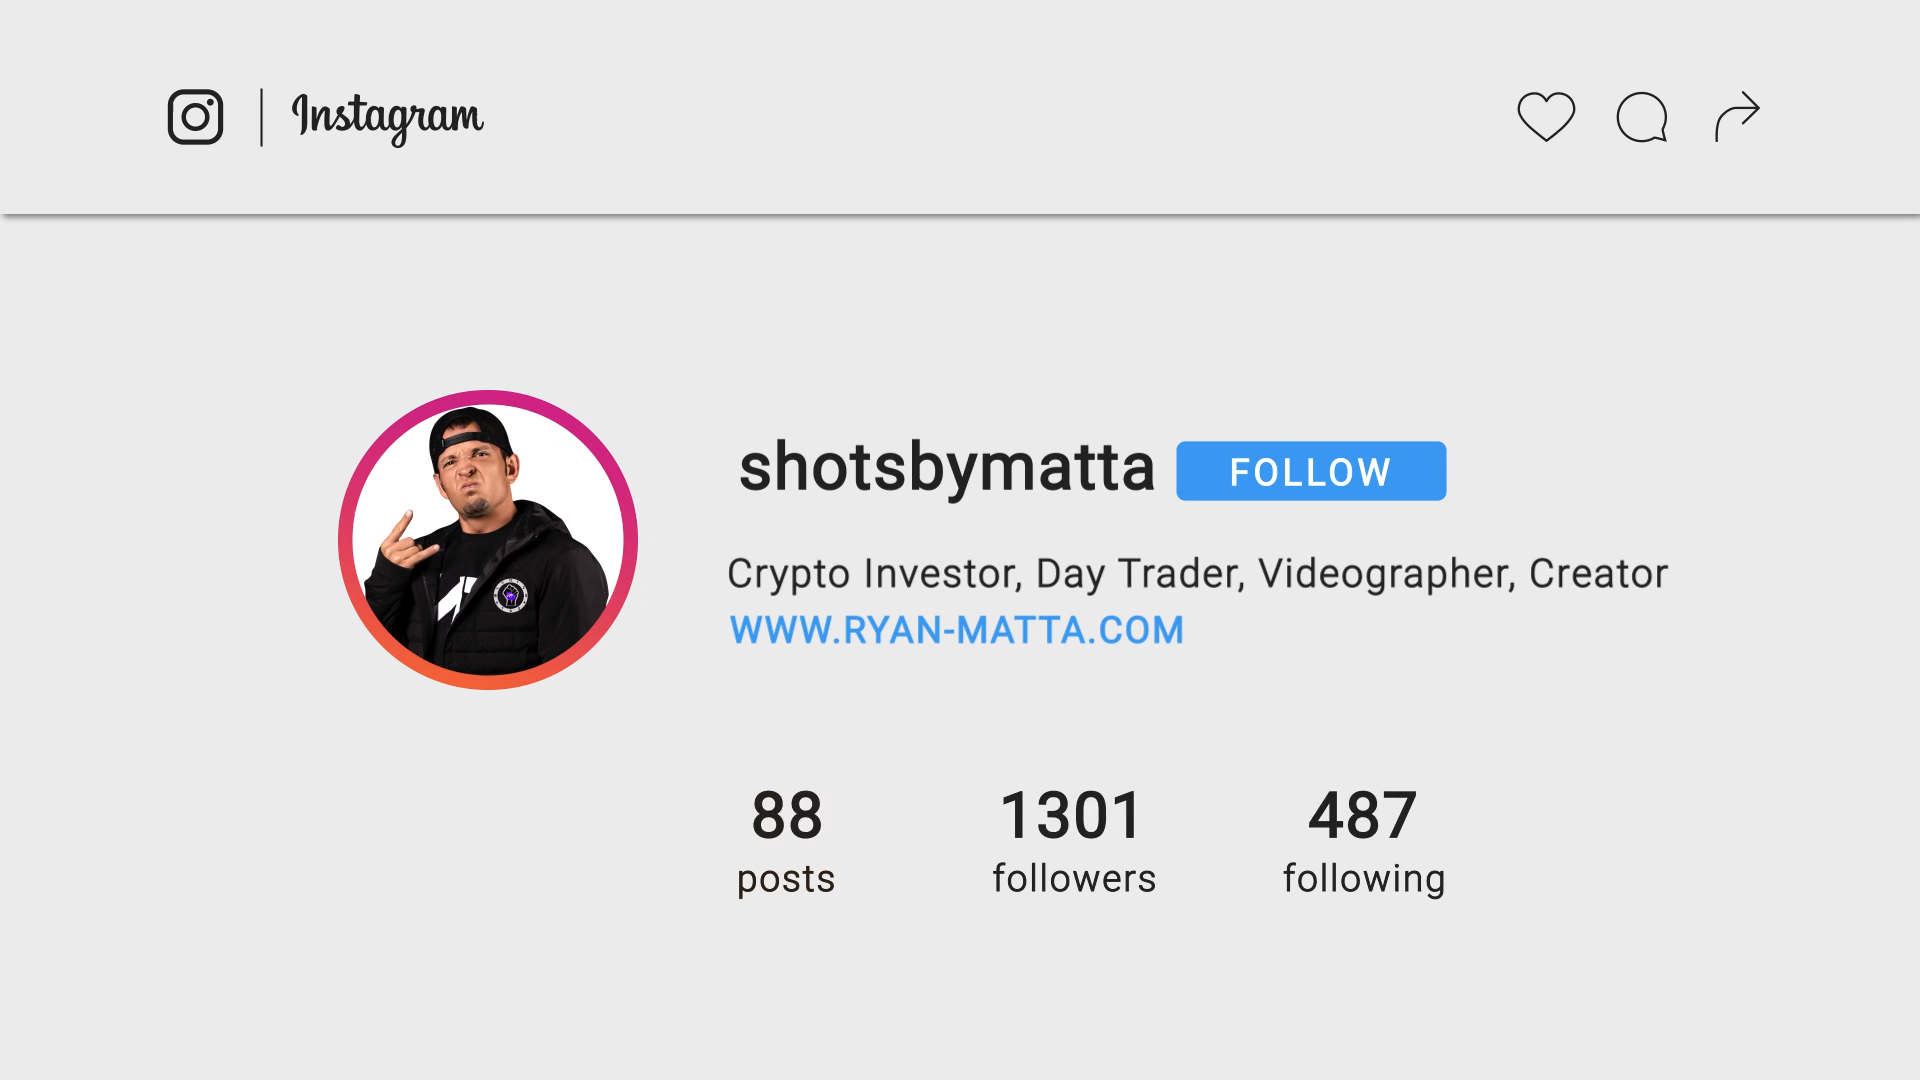 Instagram
shotsbymatta FOLLOW
Crypto Investor, Day Trader, Videographer, Creator
WWW.RYAN-MATTA.COM
88 1301 487
posts followers following